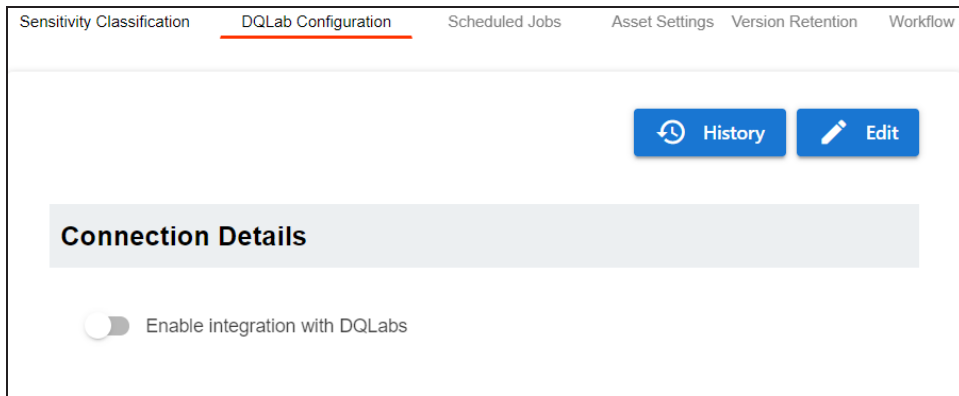 Sensitivity Classification DQLab Configuration Scheduled Jobs Asset Settings Version Retention Workflow
History Edit
Connection Details
Enable integration with DQLabs